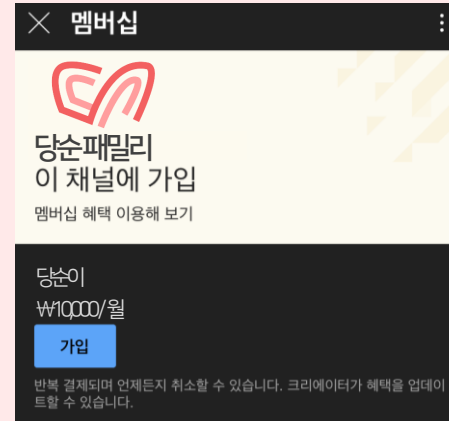 멤버십
당순패밀리
이 채널에 가입
멤버십 혜택 이용해 보기
당순이
₩10,000/월
가입
반복 결제되며 언제든지 취소할 수 있습니다. 크리에이터가 혜택을 업데이
트할 수 있습니다.